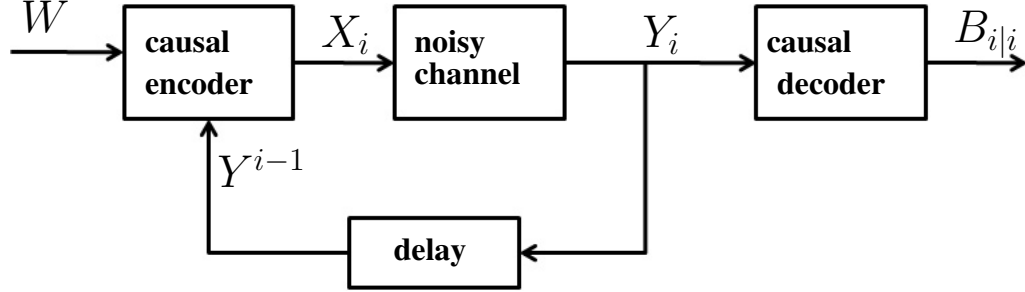 W
causal
encoder
X_i
noisy
channel
Y_i
causal
decoder
B_{i|i}
Y^{i-1}
delay